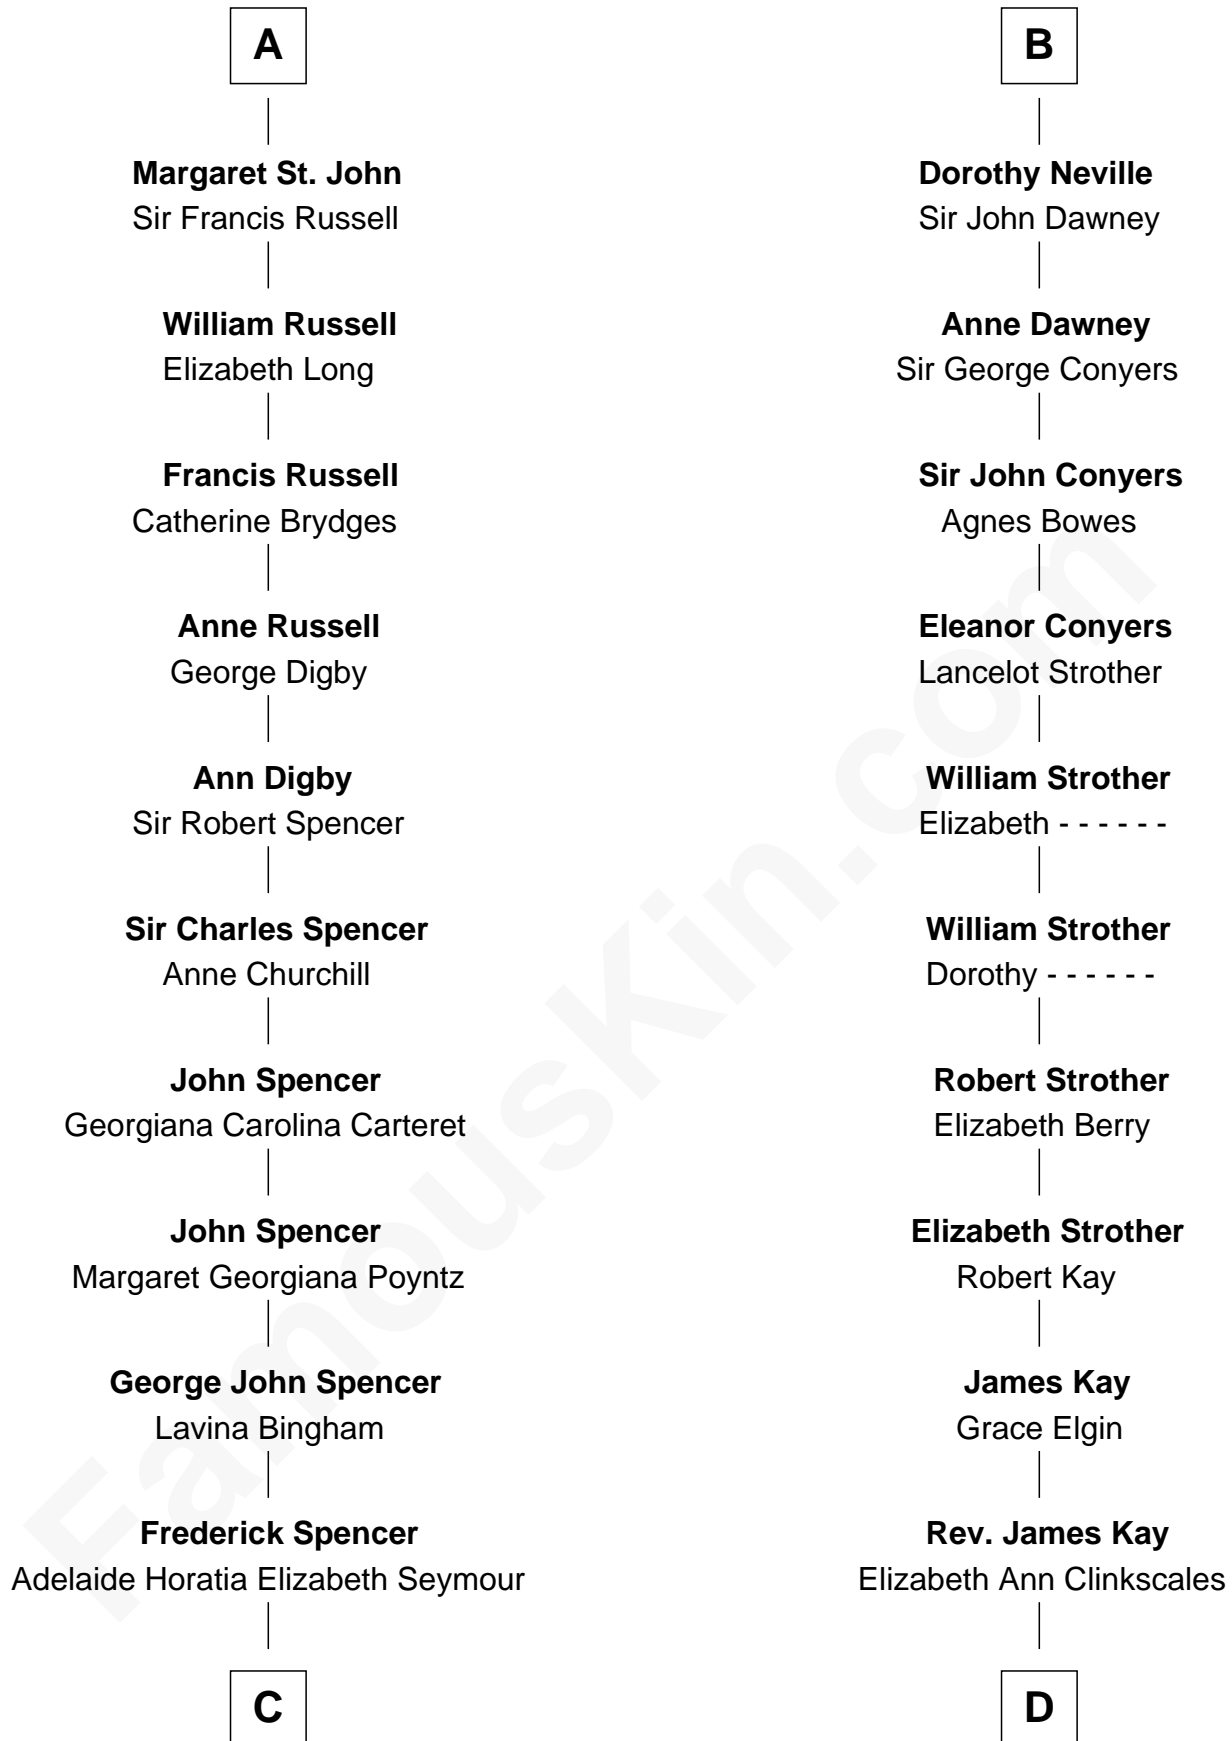 A
Margaret St. John
Sir Francis Russell
William Russell
Elizabeth Long
Francis Russell
Catherine Brydges
Anne Russell
George Digby
Ann Digby
Sir Robert Spencer
Sir Charles Spencer
Anne Churchill
John Spencer
Georgiana Carolina Carteret
John Spencer
Margaret Georgiana Poyntz
George John Spencer
Lavina Bingham
Frederick Spencer
Adelaide Horatia Elizabeth Seymour
C
B
Dorothy Neville
Sir John Dawney
Anne Dawney
Sir George Conyers
Sir John Conyers
Agnes Bowes
Eleanor Conyers
Lancelot Strother
William Strother
Elizabeth - - - - - -
William Strother
Dorothy - - - - - -
Robert Strother
Elizabeth Berry
Elizabeth Strother
Robert Kay
James Kay
Grace Elgin
Rev. James Kay
Elizabeth Ann Clinkscales
D
FamousKin.com